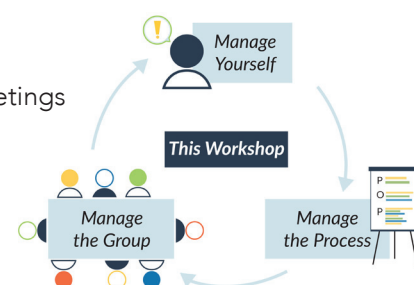 Manage
Yourself
etings
This Workshop
P
O
P
Manage
the Group
Manage
the Process